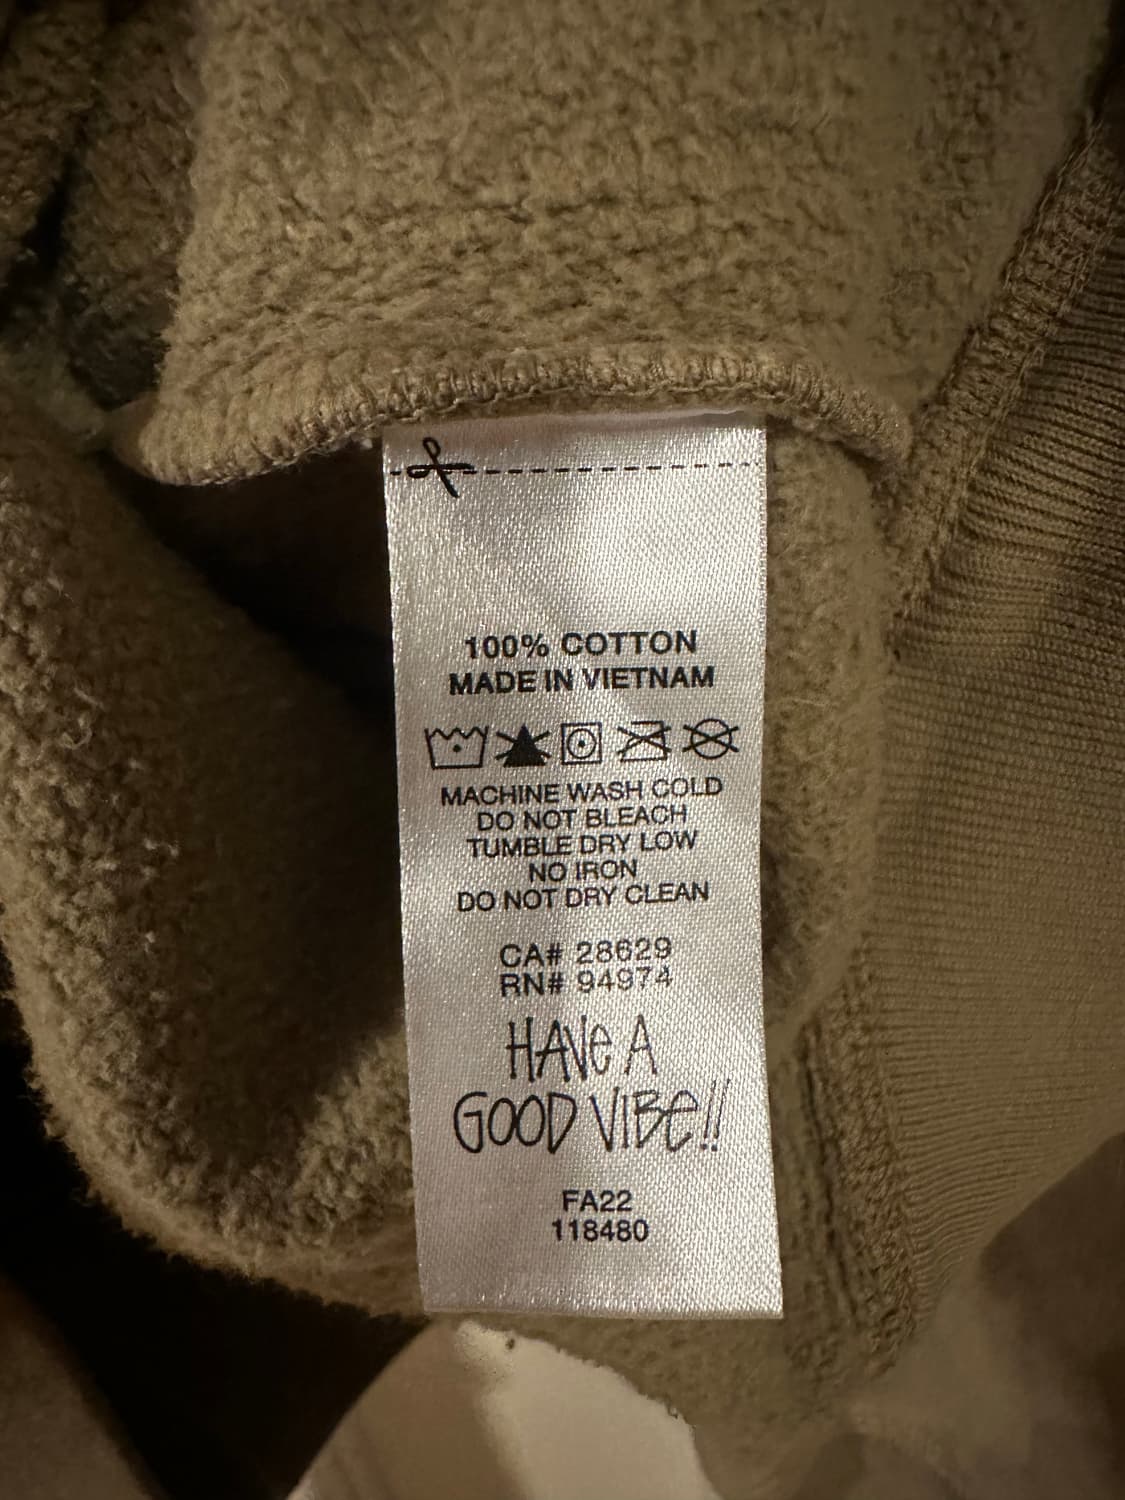 100% COTTON
MADE IN VIETNAM
MACHINE WASH COLD
DO NOT BLEACH
TUMBLE DRY LOW
NO IRON
DO NOT DRY CLEAN
CA# 28629
RN# 94974
HAVe A
GOOD VIBe!!
FA22
118480